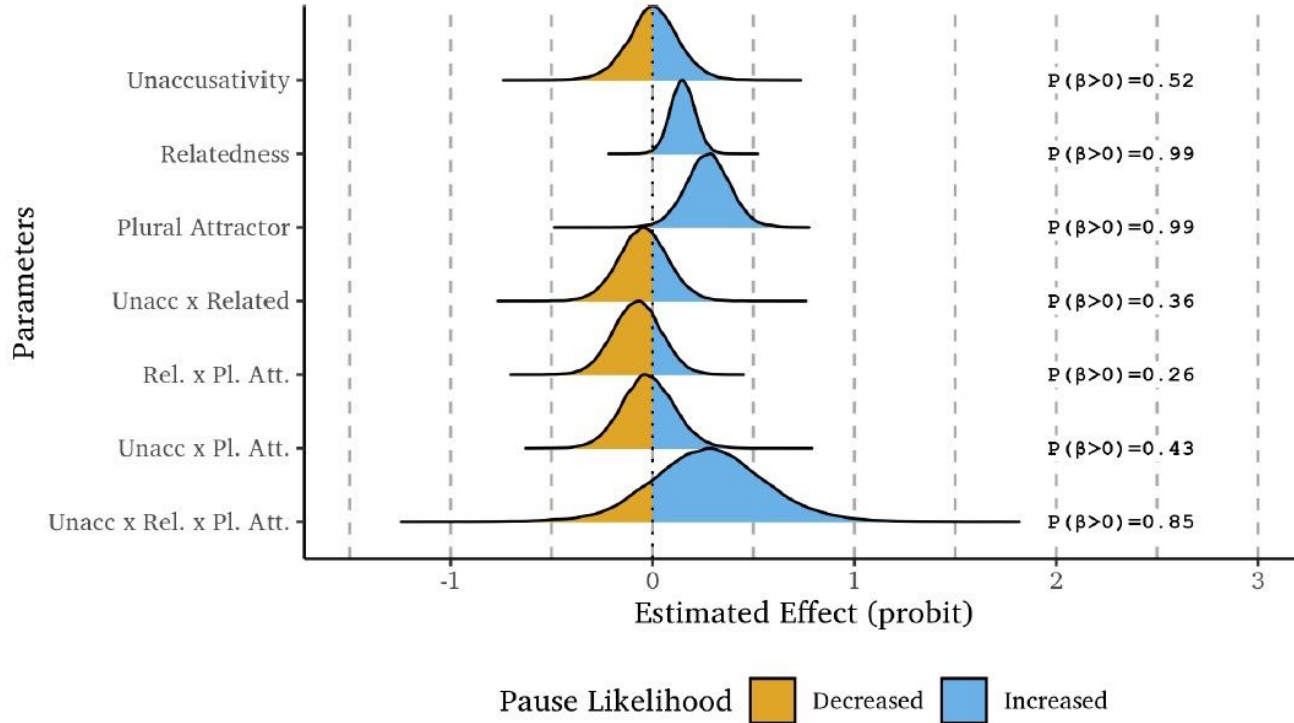 Unaccusativity P(β>0)=0.52
Relatedness P(β>0)=0.99
Plural Attractor P(β>0)=0.99
Unacc x Related P(β>0)=0.36
Rel. x Pl. Att. P(β>0)=0.26
Unacc x Pl. Att. P(β>0)=0.43
Unacc x Rel. x Pl. Att. P(β>0)=0.85
Parameters
-1 0 1 2 3
Estimated Effect (probit)
Pause Likelihood Decreased Increased